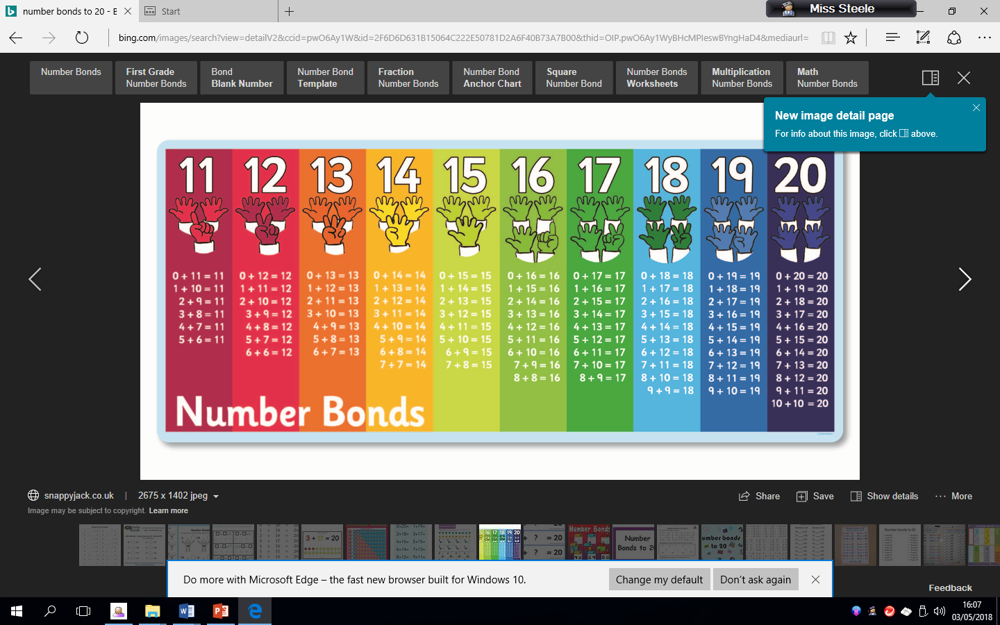 number bonds to 20 - B
Start
Miss Steele
bing.com/images/search?view=detailV2&ccid=pwO6Ay1W&id=2F6D6D631B15064C222E50781D2A6F40B73A7B00&thid=OIP.pwO6Ay1WyBHcMPIeswBYngHaD4&mediaurl=
Number Bonds
First Grade
Number Bonds
Bond
Blank Number
Number Bond
Template
Fraction
Number Bonds
Number Bond
Anchor Chart
Square
Number Bond
Number Bonds
Worksheets
Multiplication
Number Bonds
Math
Number Bonds
New image detail page
For info about this image, click above.
11 12 13 14 15 16 17 18 19 20
0 + 11 = 11 0 + 12 = 12 0 + 13 = 13 0 + 14 = 14 0 + 15 = 15 0 + 16 = 16 0 + 17 = 17 0 + 18 = 18 0 + 19 = 19 0 + 20 = 20
1 + 10 = 11 1 + 11 = 12 1 + 12 = 13 1 + 13 = 14 1 + 14 = 15 1 + 15 = 16 1 + 16 = 17 1 + 17 = 18 1 + 18 = 19 1 + 19 = 20
2 + 9 = 11 2 + 10 = 12 2 + 11 = 13 2 + 12 = 14 2 + 13 = 15 2 + 14 = 16 2 + 15 = 17 2 + 16 = 18 2 + 17 = 19 2 + 18 = 20
3 + 8 = 11 3 + 9 = 12 3 + 10 = 13 3 + 11 = 14 3 + 12 = 15 3 + 13 = 16 3 + 14 = 17 3 + 15 = 18 3 + 16 = 19 3 + 17 = 20
4 + 7 = 11 4 + 8 = 12 4 + 9 = 13 4 + 10 = 14 4 + 11 = 15 4 + 12 = 16 4 + 13 = 17 4 + 14 = 18 4 + 15 = 19 4 + 16 = 20
5 + 6 = 11 5 + 7 = 12 5 + 8 = 13 5 + 9 = 14 5 + 10 = 15 5 + 11 = 16 5 + 12 = 17 5 + 13 = 18 5 + 14 = 19 5 + 15 = 20
6 + 6 = 12 6 + 7 = 13 6 + 8 = 14 6 + 9 = 15 6 + 10 = 16 6 + 11 = 17 6 + 12 = 18 6 + 13 = 19 6 + 14 = 20
7 + 7 = 14 7 + 8 = 15 7 + 9 = 16 7 + 10 = 17 7 + 11 = 18 7 + 12 = 19 7 + 13 = 20
8 + 8 = 16 8 + 9 = 17 8 + 10 = 18 8 + 11 = 19 8 + 12 = 20
9 + 9 = 18 9 + 10 = 19 9 + 11 = 20
10 + 10 = 20
Number Bonds
snappyjack.co.uk | 2675 x 1402 jpeg
Share Save Show details ··· More
Image may be subject to copyright. Learn more
3 + 17 = 20
+ ? = 20
+ ? = 20
Number Bonds
Number
Bonds to 20
umber bonds
to 20
Number bonds to 20
Do more with Microsoft Edge – the fast new browser built for Windows 10.
Change my default
Don't ask again
Feedback
16:07
03/05/2018